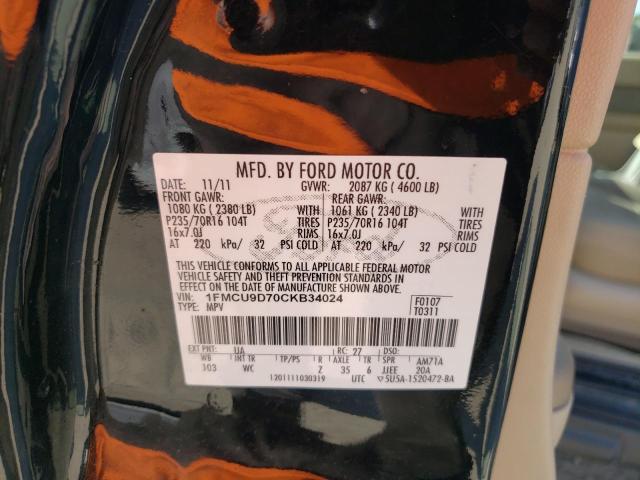 MFD. BY FORD MOTOR CO.
DATE: 11/11 GVWR: 2087 KG ( 4600 LB)
FRONT GAWR: REAR GAWR:
1080 KG ( 2380 LB) WITH 1061 KG ( 2340 LB) WITH
P235/70R16 104T TIRES P235/70R16 104T TIRES
16x7.0J RIMS 16x7.0J RIMS
AT 220 kPa/ 32 PSI COLD AT 220 kPa/ 32 PSI COLD
Ford
THIS VEHICLE CONFORMS TO ALL APPLICABLE FEDERAL MOTOR
VEHICLE SAFETY AND THEFT PREVENTION STANDARDS IN
EFFECT ON THE DATE OF MANUFACTURE SHOWN ABOVE.
VIN: 1FMCU9D70CKB34024 F0107
TYPE: MPV T0311
EXT PNT: UA RC: 27 DSO:
WB INT TR TP/PS R AXLE TR SPR AM71A
103 WC Z 35 6 JJEE 20A
1201111030319 UTC ▽5U5A-1520472-BA